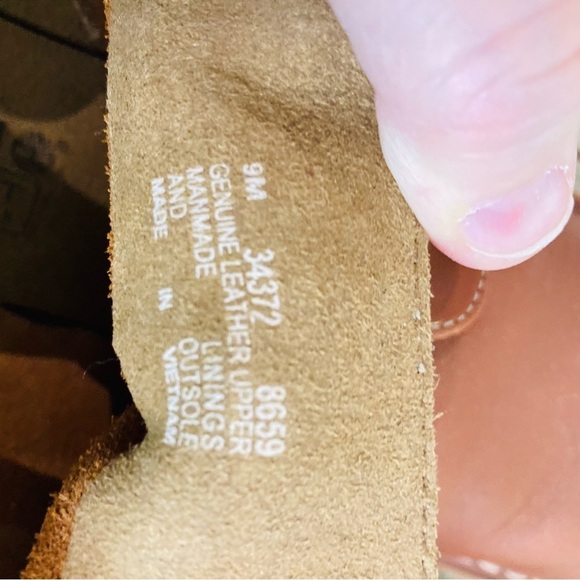 9M 34372 8659
GENUINE LEATHER UPPER
MANMADE LININGS
AND OUTSOLE
MADE IN VIETNAM